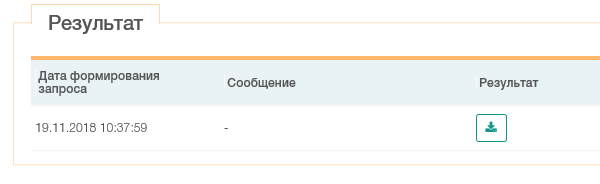 Результат
Дата формирования
запроса
Сообщение
Результат
19.11.2018 10:37:59
-